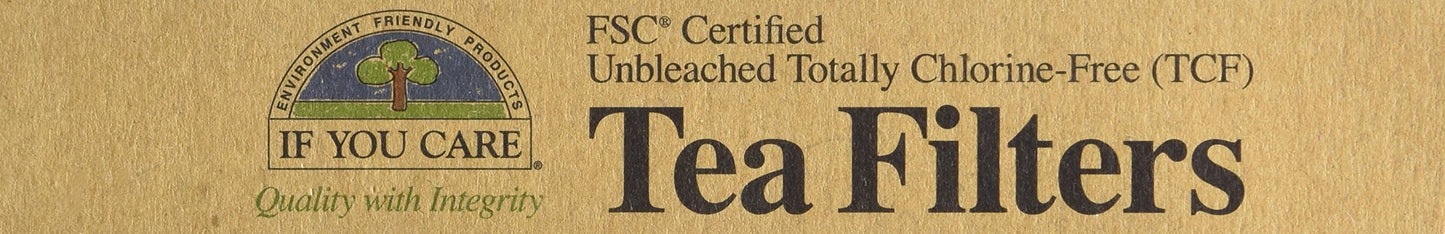 ENVIRONMENT FRIENDLY PRODUCTS
IF YOU CARE®
Quality with Integrity
FSC® Certified
Unbleached Totally Chlorine-Free (TCF)
Tea Filters